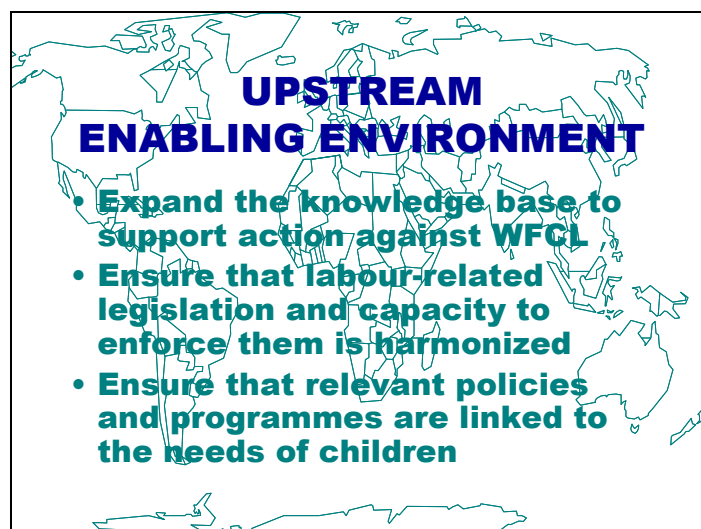 UPSTREAM
ENABLING ENVIRONMENT
• Expand the knowledge base to
support action against WFCL
• Ensure that labour-related
legislation and capacity to
enforce them is harmonized
• Ensure that relevant policies
and programmes are linked to
the needs of children